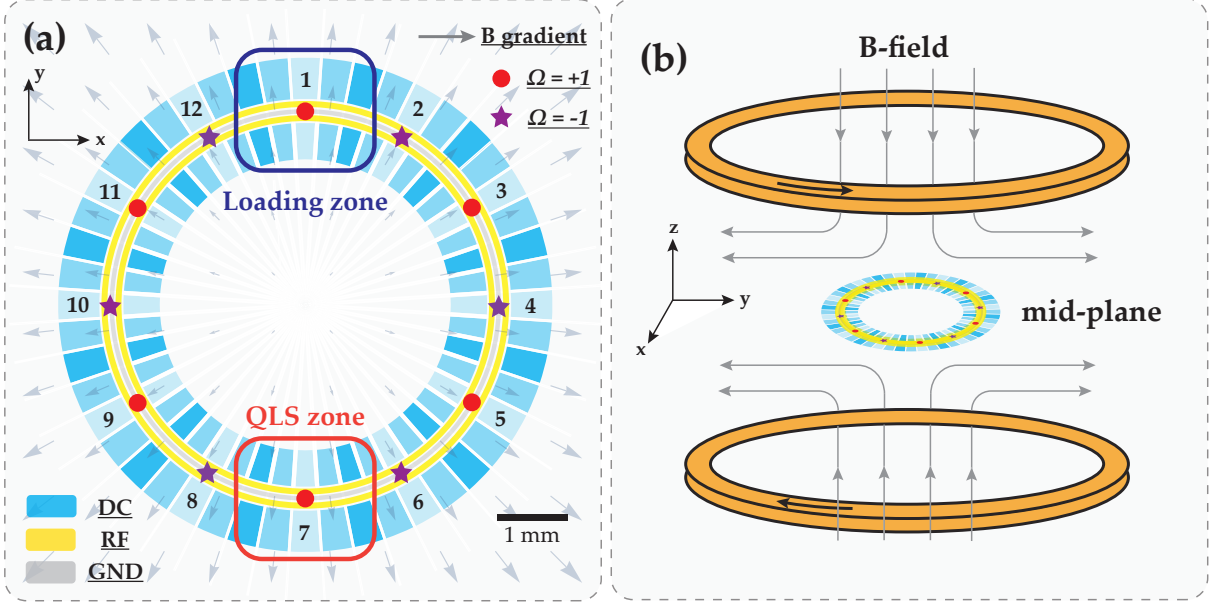 (a)
y
x
B gradient
Ω = +1
Ω = -1
1
2
3
4
5
6
7
8
9
10
11
12
Loading zone
QLS zone
DC
RF
GND
1 mm
(b)
B-field
z
y
x
mid-plane